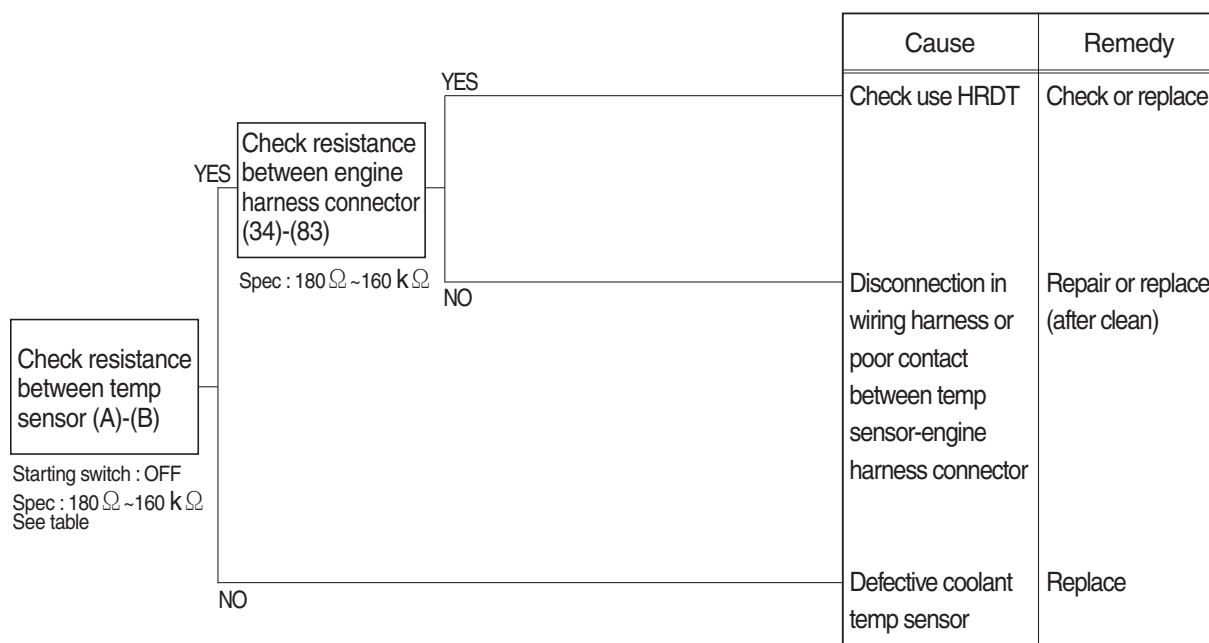 Cause Remedy
YES
Check use HRDT Check or replace
Check resistance
between engine
harness connector
(34)-(83)
YES
Spec : 180 Ω ~160 kΩ
NO
Disconnection in Repair or replace
wiring harness or (after clean)
poor contact
between temp
sensor-engine
harness connector
Check resistance
between temp
sensor (A)-(B)
Starting switch : OFF
Spec : 180 Ω ~160 kΩ
See table
NO
Defective coolant Replace
temp sensor